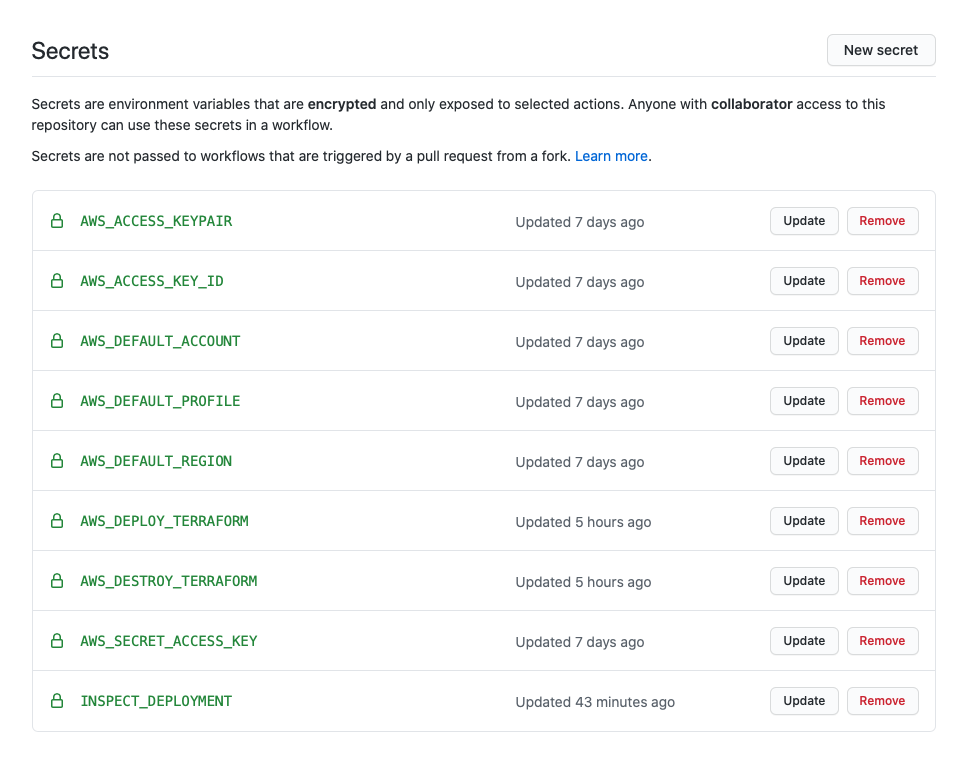 Secrets
New secret
Secrets are environment variables that are encrypted and only exposed to selected actions. Anyone with collaborator access to this
repository can use these secrets in a workflow.
Secrets are not passed to workflows that are triggered by a pull request from a fork. Learn more.
AWS_ACCESS_KEYPAIR Updated 7 days ago Update Remove
AWS_ACCESS_KEY_ID Updated 7 days ago Update Remove
AWS_DEFAULT_ACCOUNT Updated 7 days ago Update Remove
AWS_DEFAULT_PROFILE Updated 7 days ago Update Remove
AWS_DEFAULT_REGION Updated 7 days ago Update Remove
AWS_DEPLOY_TERRAFORM Updated 5 hours ago Update Remove
AWS_DESTROY_TERRAFORM Updated 5 hours ago Update Remove
AWS_SECRET_ACCESS_KEY Updated 7 days ago Update Remove
INSPECT_DEPLOYMENT Updated 43 minutes ago Update Remove